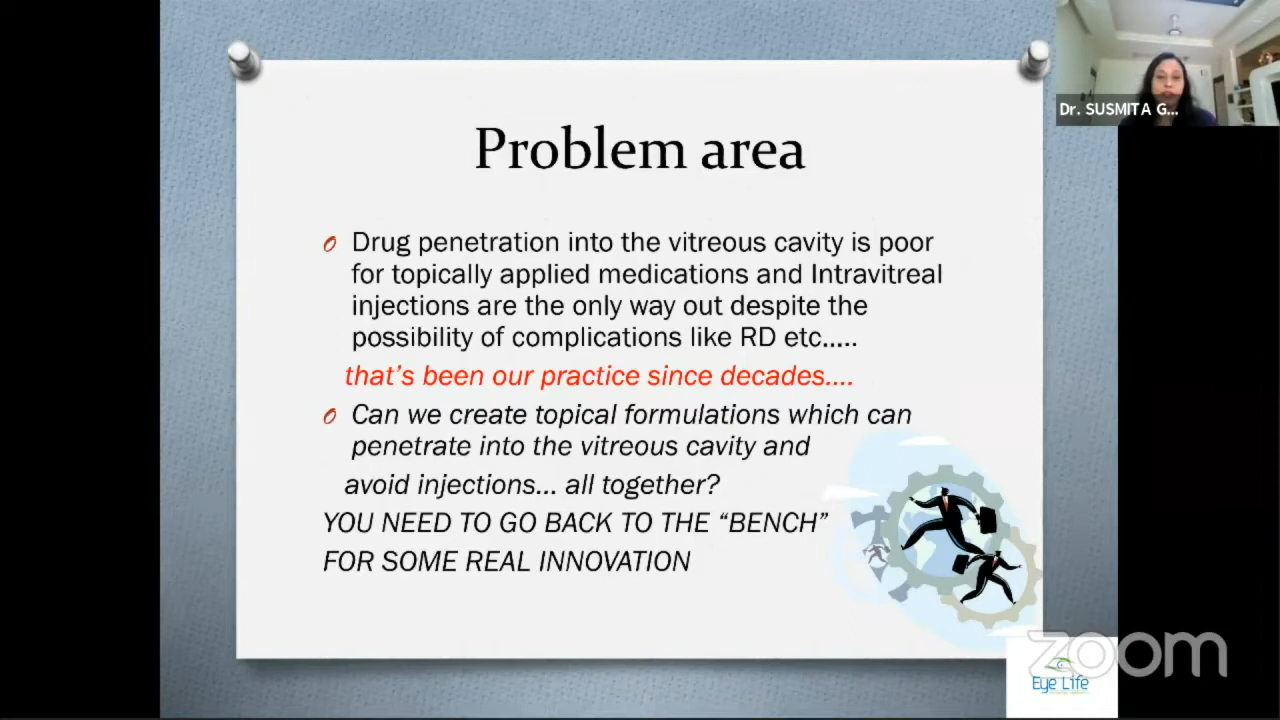 Dr. SUSMITA G...
Problem area
Drug penetration into the vitreous cavity is poor
for topically applied medications and Intravitreal
injections are the only way out despite the
possibility of complications like RD etc.....
that's been our practice since decades....
Can we create topical formulations which can
penetrate into the vitreous cavity and
avoid injections... all together?
YOU NEED TO GO BACK TO THE “BENCH”
FOR SOME REAL INNOVATION
zoom
Eye Life